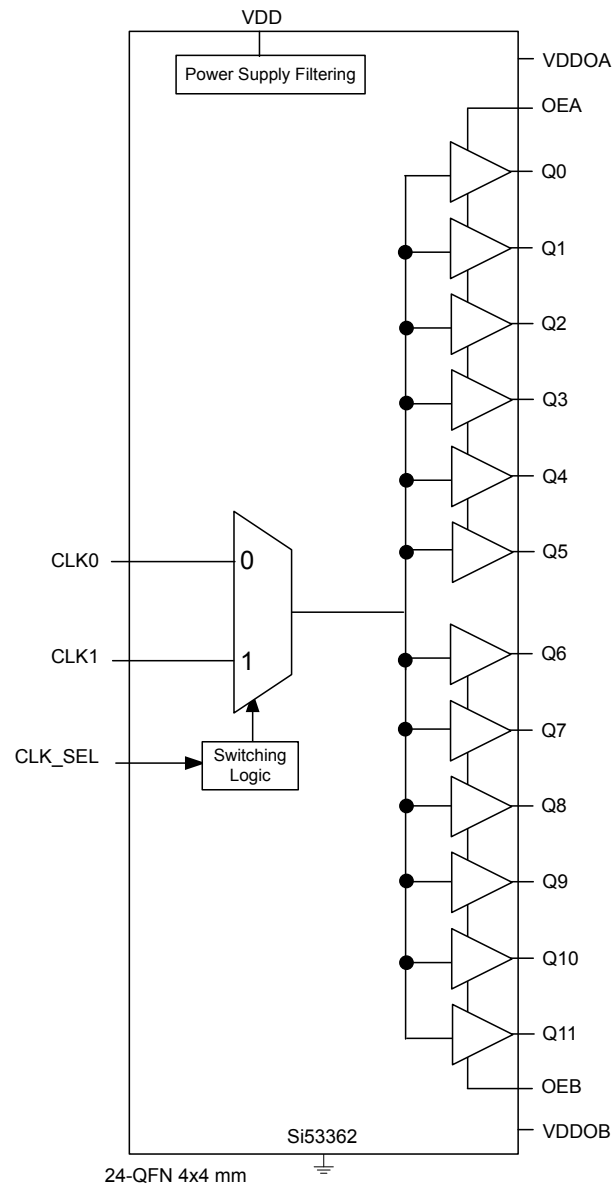 VDD
Power Supply Filtering
VDDOA
OEA
Q0
Q1
Q2
Q3
Q4
Q5
CLK0
0
CLK1
1
Q6
Q7
CLK_SEL
Switching
Logic
Q8
Q9
Q10
Q11
OEB
VDDOB
Si53362
24-QFN 4x4 mm